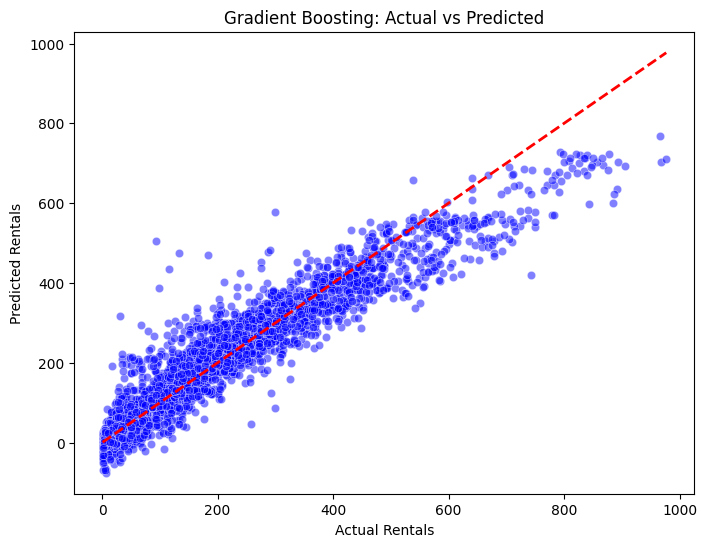 Gradient Boosting: Actual vs Predicted
1000
800
600
400
200
0
Predicted Rentals
0 200 400 600 800 1000
Actual Rentals